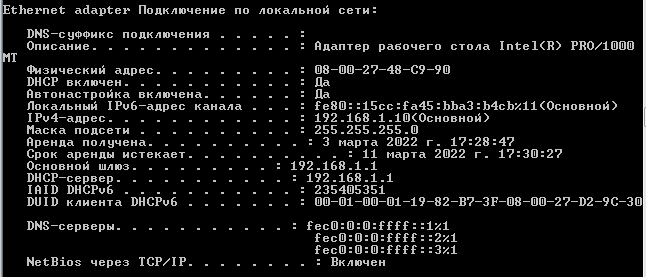 Ethernet adapter Подключение по локальной сети:
DNS-суффикс подключения . . . . . :
Описание. . . . . . . . . . . . . : Адаптер рабочего стола Intel(R) PRO/1000
MT
Физический адрес. . . . . . . . . : 08-00-27-48-C9-90
DHCP включен. . . . . . . . . . . : Да
Автонастройка включена. . . . . . : Да
Локальный IPv6-адрес канала . . . : fe80::15cc:fa45:bba3:b4cb%11(Основной)
IPv4-адрес. . . . . . . . . . . . : 192.168.1.10(Основной)
Маска подсети . . . . . . . . . . : 255.255.255.0
Аренда получена. . . . . . . . . . : 3 марта 2022 г. 17:28:47
Срок аренды истекает. . . . . . . . . . : 11 марта 2022 г. 17:30:27
Основной шлюз. . . . . . . . . : 192.168.1.1
DHCP-сервер. . . . . . . . . . . : 192.168.1.1
IAID DHCPv6 . . . . . . . . . . . : 235405351
DUID клиента DHCPv6 . . . . . . . : 00-01-00-01-19-82-B7-3F-08-00-27-D2-9C-30
DNS-серверы. . . . . . . . . . . : fec0:0:0:ffff::1%1
fec0:0:0:ffff::2%1
fec0:0:0:ffff::3%1
NetBios через TCP/IP. . . . . . . . : Включен